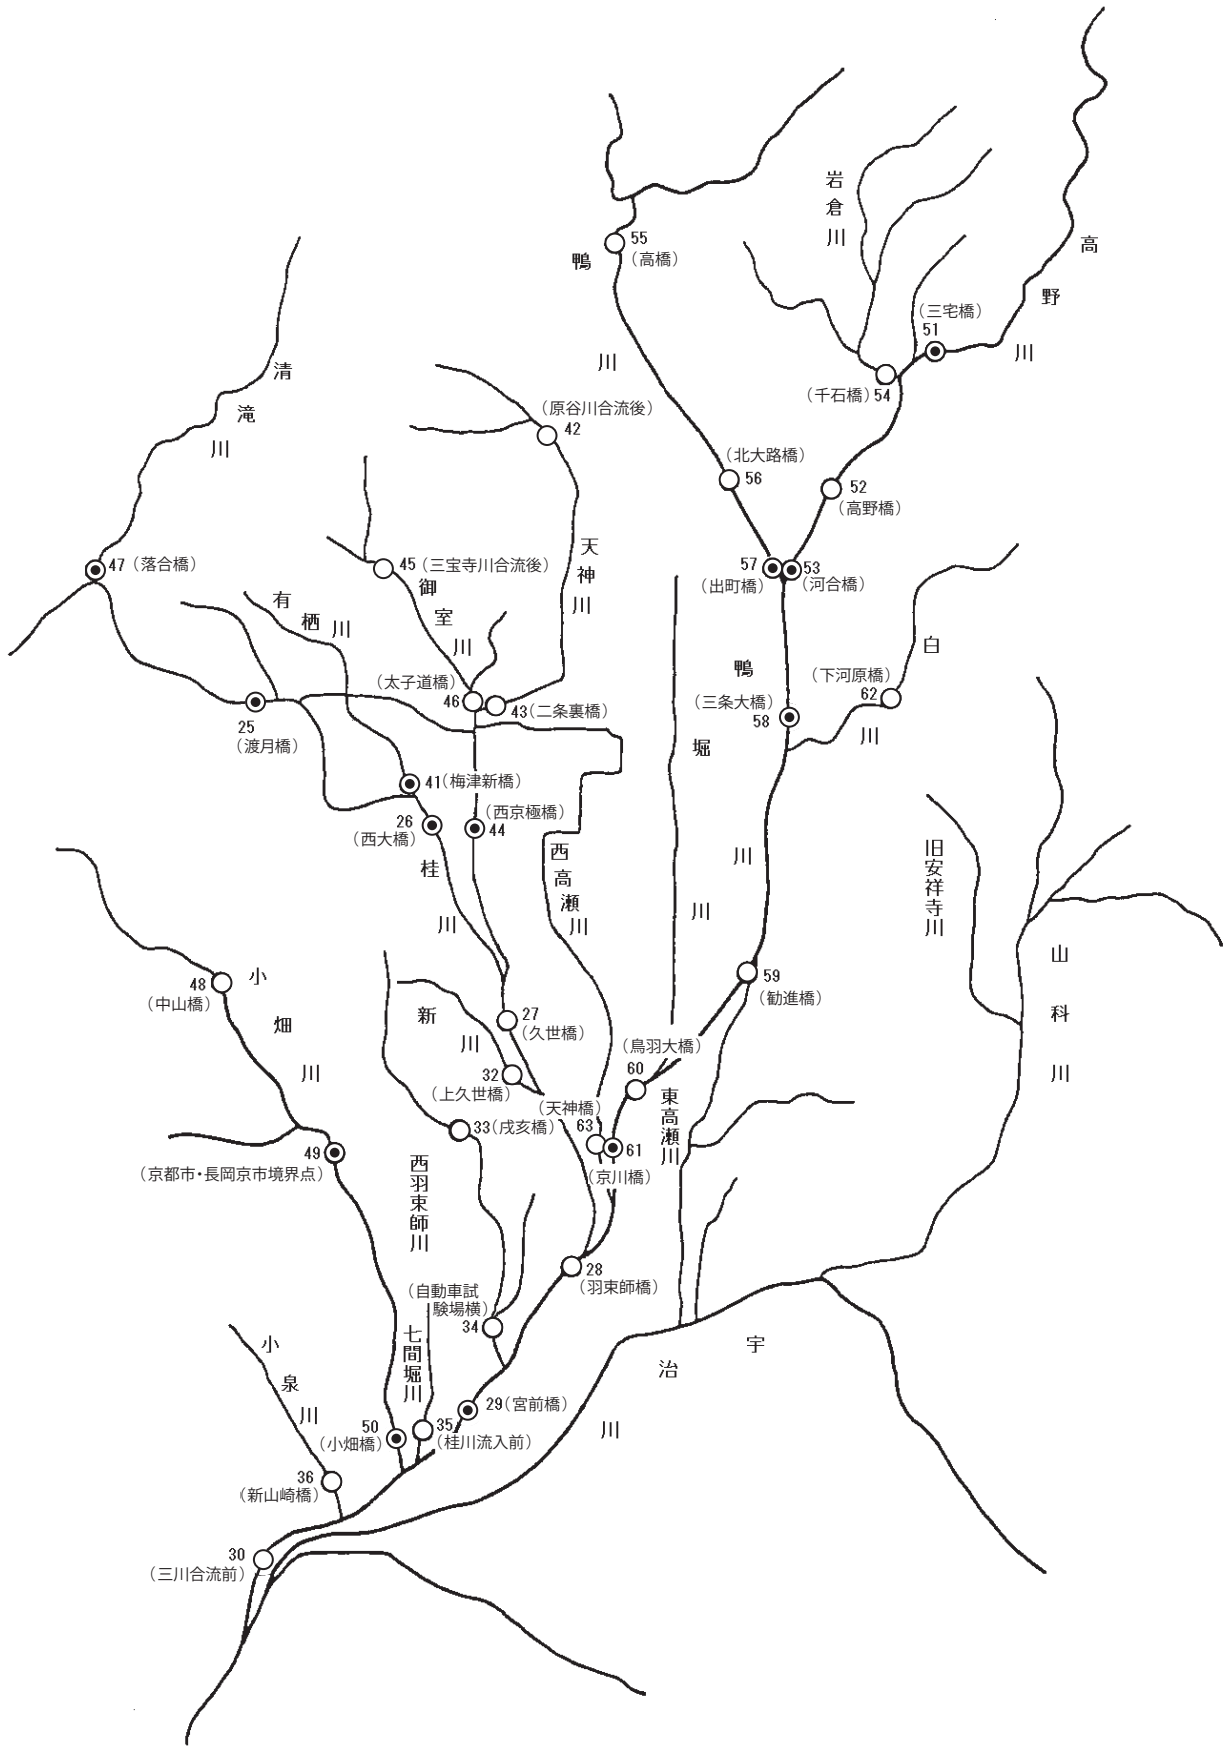 岩倉川
高野川
55
（高橋）
鴨川
（三宅橋）
51
清滝川
（千石橋）54
（原谷川合流後）
42
（北大路橋）
56
52
（高野橋）
天神川
47（落合橋）
45（三宝寺川合流後）
57
（出町橋）
53
（河合橋）
有栖川
御室川
白川
鴨川
（太子道橋）
46
43（二条裏橋）
（下河原橋）
62
（三条大橋）
58
25
（渡月橋）
堀川
41（梅津新橋）
26
（西大橋）
（西京極橋）
44
桂川
西高瀬川
旧安祥寺川
山科川
小畑川
48
（中山橋）
59
（勧進橋）
新川
27
（久世橋）
（鳥羽大橋）
60
32
（上久世橋）
（天神橋）
63
東高瀬川
33（戌亥橋）
61
（京川橋）
49
（京都市・長岡京市境界点）
西羽束師川
28
（羽束師橋）
（自動車試
験場横）
34
七間堀川
小泉川
宇治川
29（宮前橋）
50
（小畑橋）
35
（桂川流入前）
36
（新山崎橋）
30
（三川合流前）